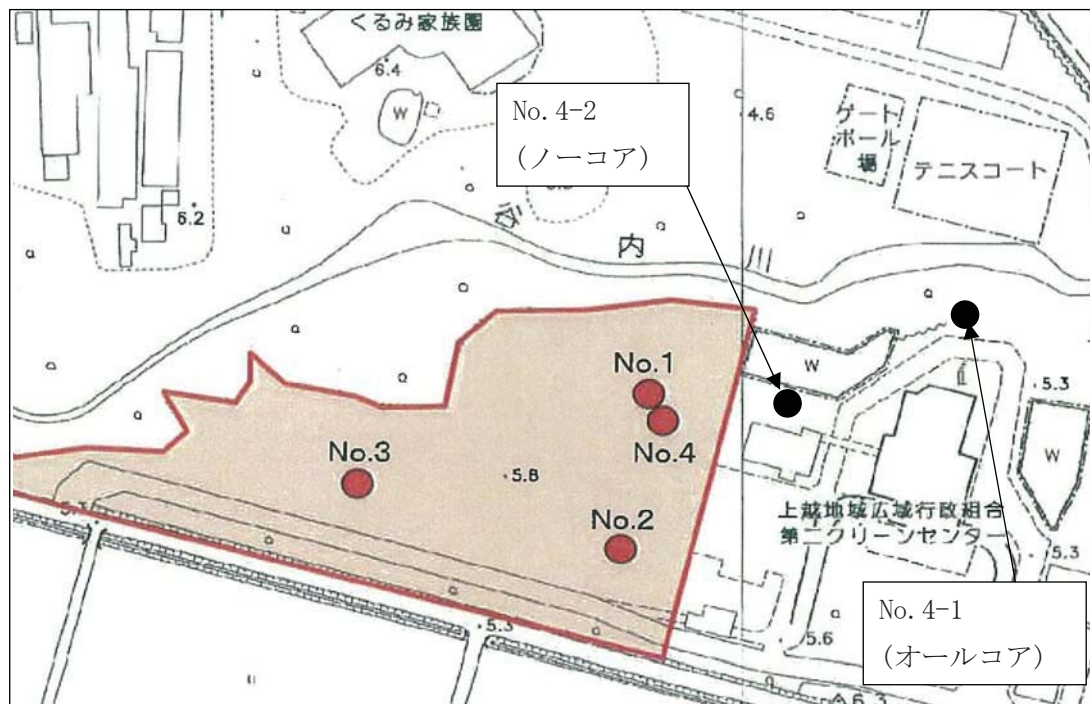 くるみ家族園
6.4
W
No. 4-2
(ノーコア)
4.6
ゲート
ボール
場
テニスコート
6.2
谷内川
No.1
No.4
No.3
5.8
No.2
W
5.3
W
上越地域広域行政組合
第二クリーンセンター
5.3
5.3
5.6
No. 4-1
(オールコア)
6.3